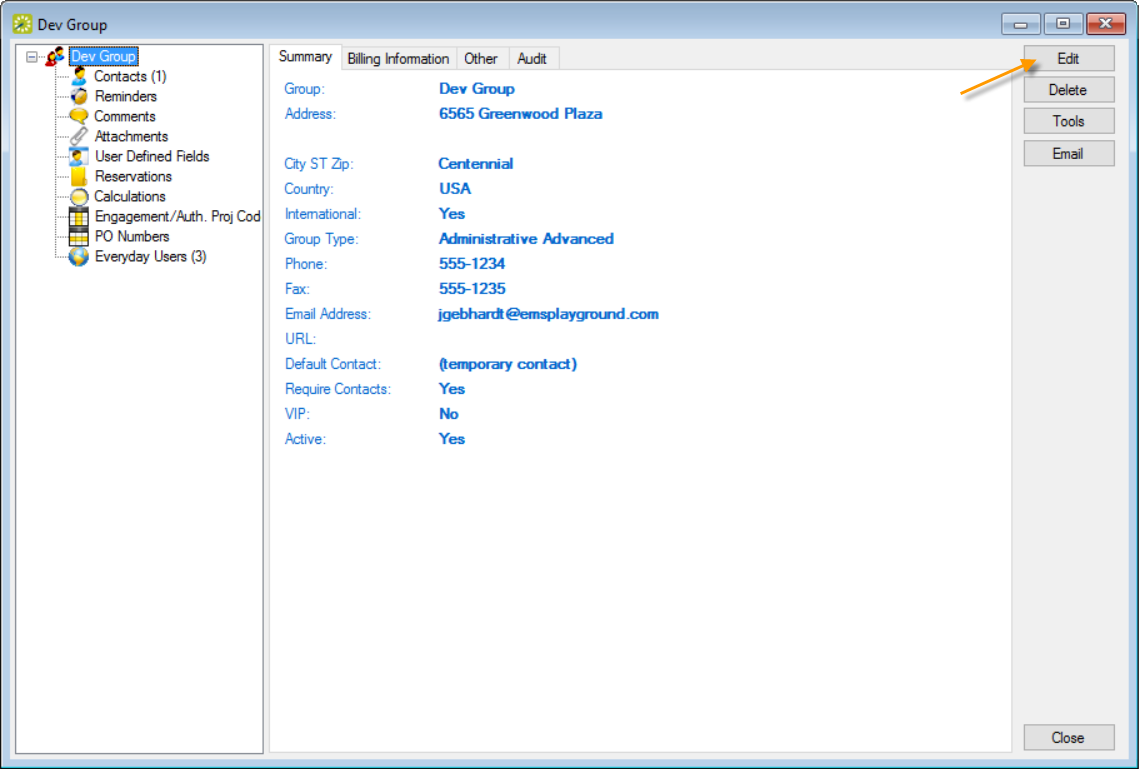 Dev Group
Dev Group
Contacts (1)
Reminders
Comments
Attachments
User Defined Fields
Reservations
Calculations
Engagement/Auth. Proj Cod
PO Numbers
Everyday Users (3)
Summary Billing Information Other Audit
Group: Dev Group
Address: 6565 Greenwood Plaza
City ST Zip: Centennial
Country: USA
International: Yes
Group Type: Administrative Advanced
Phone: 555-1234
Fax: 555-1235
Email Address: jgebhardt@emsplayground.com
URL:
Default Contact: (temporary contact)
Require Contacts: Yes
VIP: No
Active: Yes
Edit
Delete
Tools
Email
Close